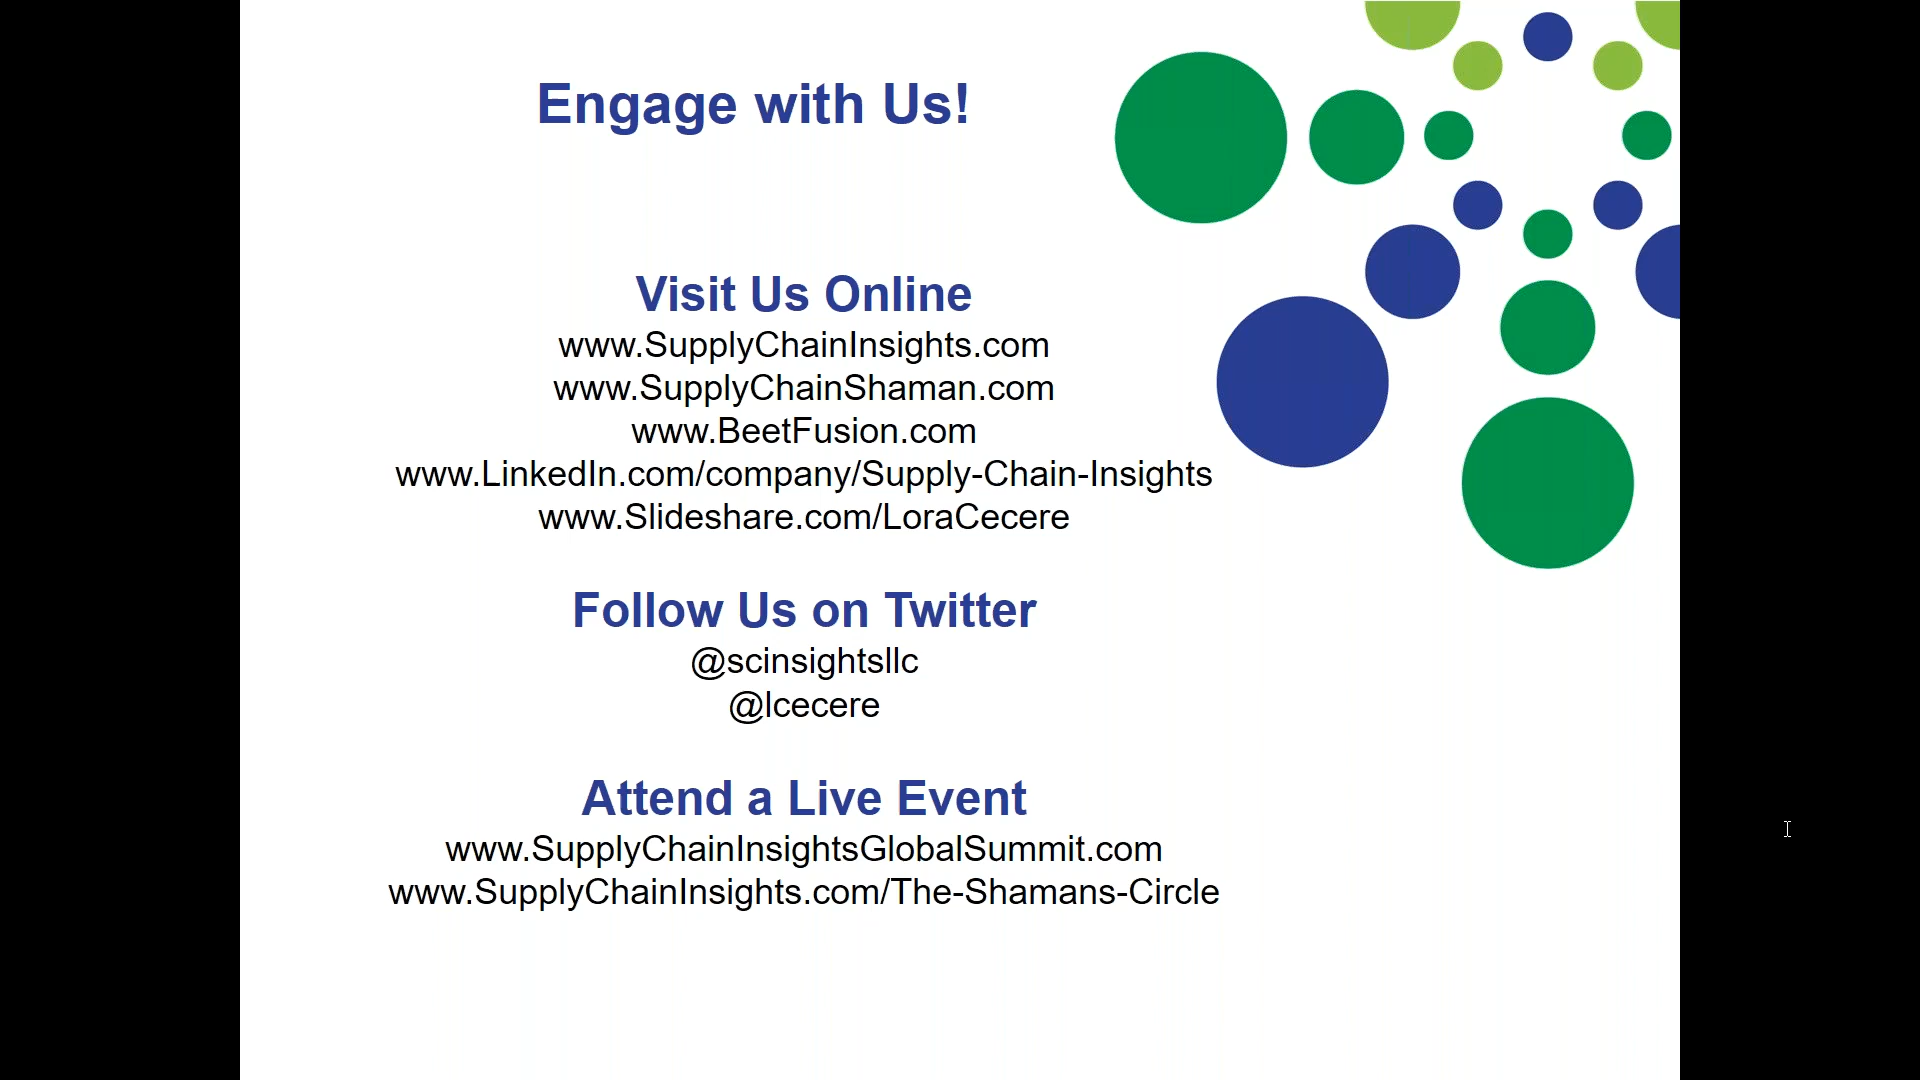 Engage with Us!
Visit Us Online
www.SupplyChainInsights.com
www.SupplyChainShaman.com
www.BeetFusion.com
www.LinkedIn.com/company/Supply-Chain-Insights
www.Slideshare.com/LoraCecere
Follow Us on Twitter
@scinsightsllc
@lcecere
Attend a Live Event
www.SupplyChainInsightsGlobalSummit.com
www.SupplyChainInsights.com/The-Shamans-Circle